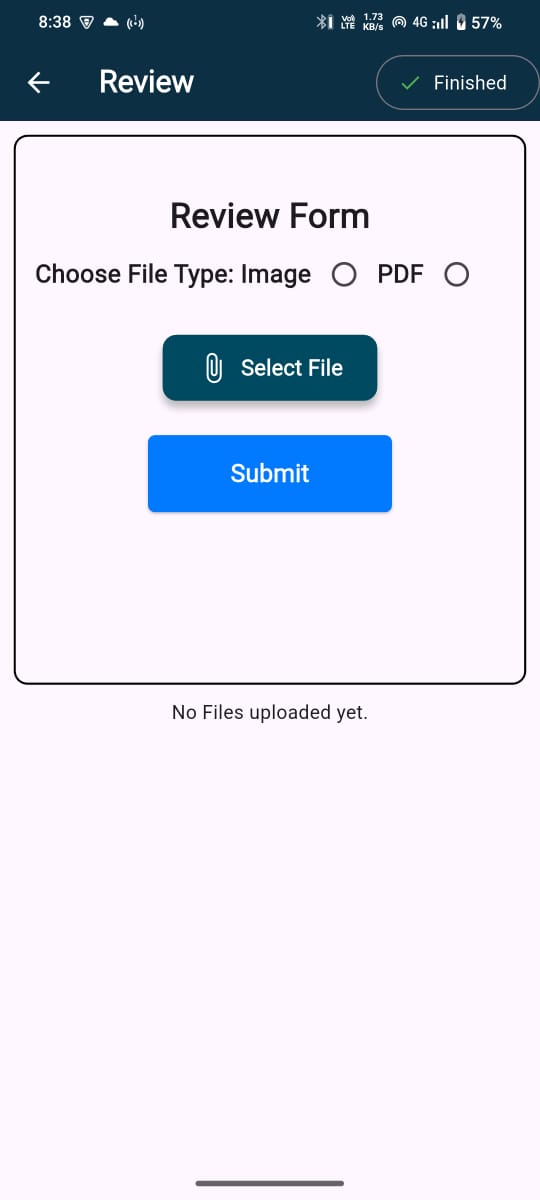 8:38 Vo) LTE 1.73 KB/s 4G 57%
Review Finished
Review Form
Choose File Type: Image PDF
Select File
Submit
No Files uploaded yet.